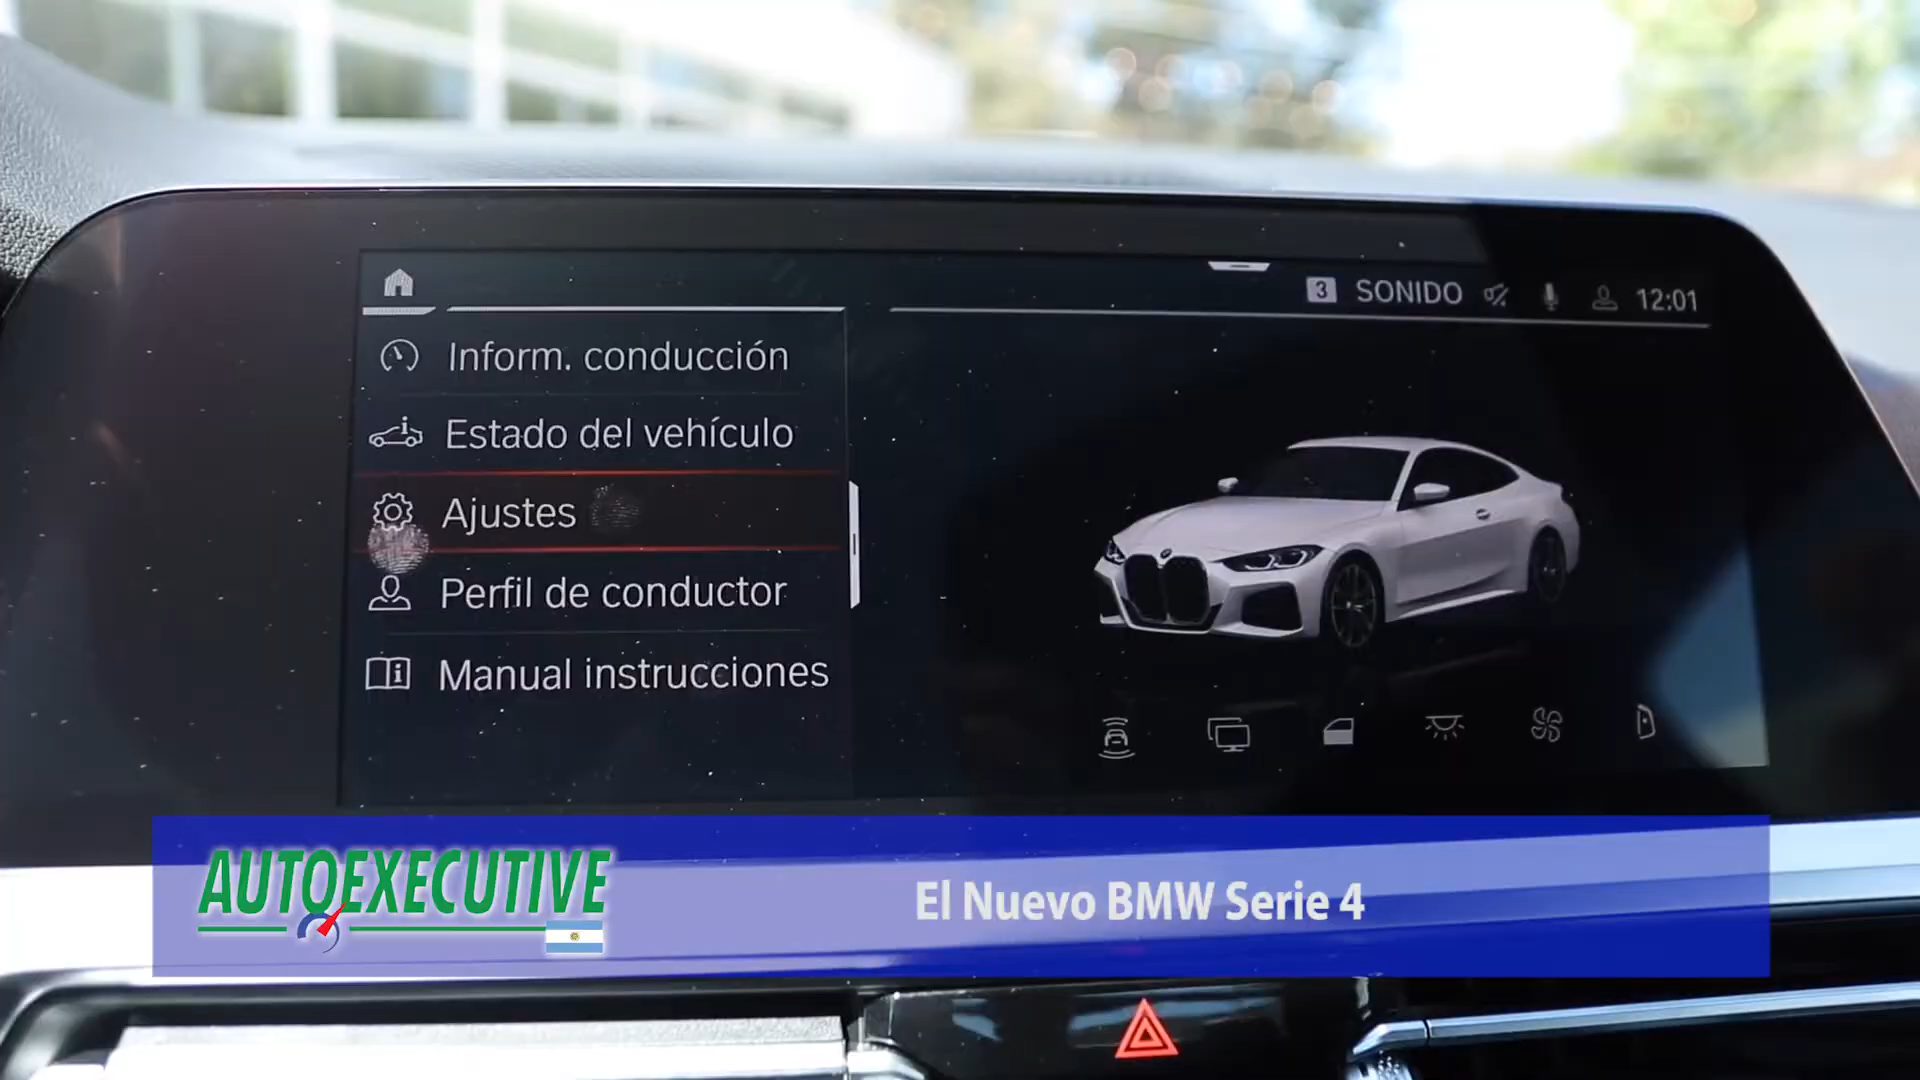 3 SONIDO 12:01
Inform. conducción
Estado del vehículo
Ajustes
Perfil de conductor
Manual instrucciones
AUTOEXECUTIVE
El Nuevo BMW Serie 4